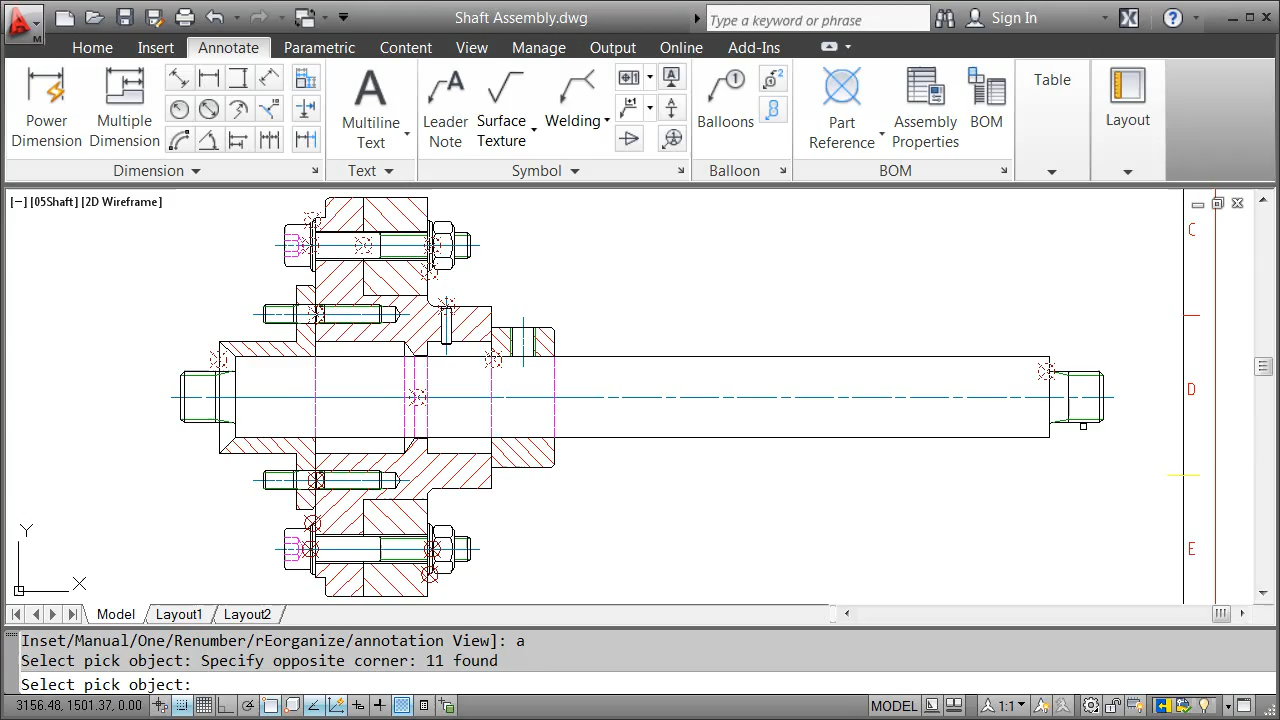 Shaft Assembly.dwg
Type a keyword or phrase
Sign In
M
Home Insert Annotate Parametric Content View Manage Output Online Add-Ins
Power Dimension
Multiple Dimension
Dimension
Multiline Text
Text
Leader Note
Surface Texture
Welding
Symbol
Balloons
Balloon
Part Reference
Assembly Properties
BOM
BOM
Table
Layout
[−] [05Shaft] [2D Wireframe]
C
D
E
Y
X
Model Layout1 Layout2
Inset/Manual/One/Renumber/rEorganize/annotation View]: a
Select pick object: Specify opposite corner: 11 found
Select pick object:
3156.48, 1501.37, 0.00
MODEL
1:1